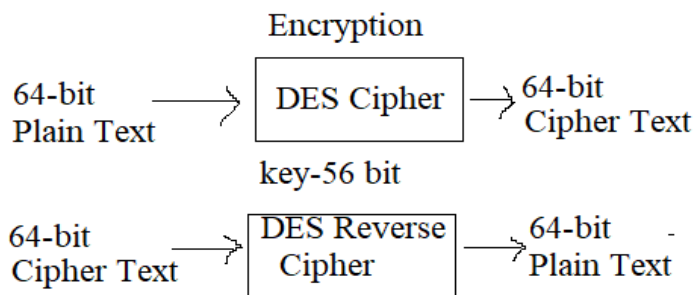 Encryption
64-bit
Plain Text
DES Cipher
64-bit
Cipher Text
key-56 bit
64-bit
Cipher Text
DES Reverse
Cipher
64-bit
Plain Text